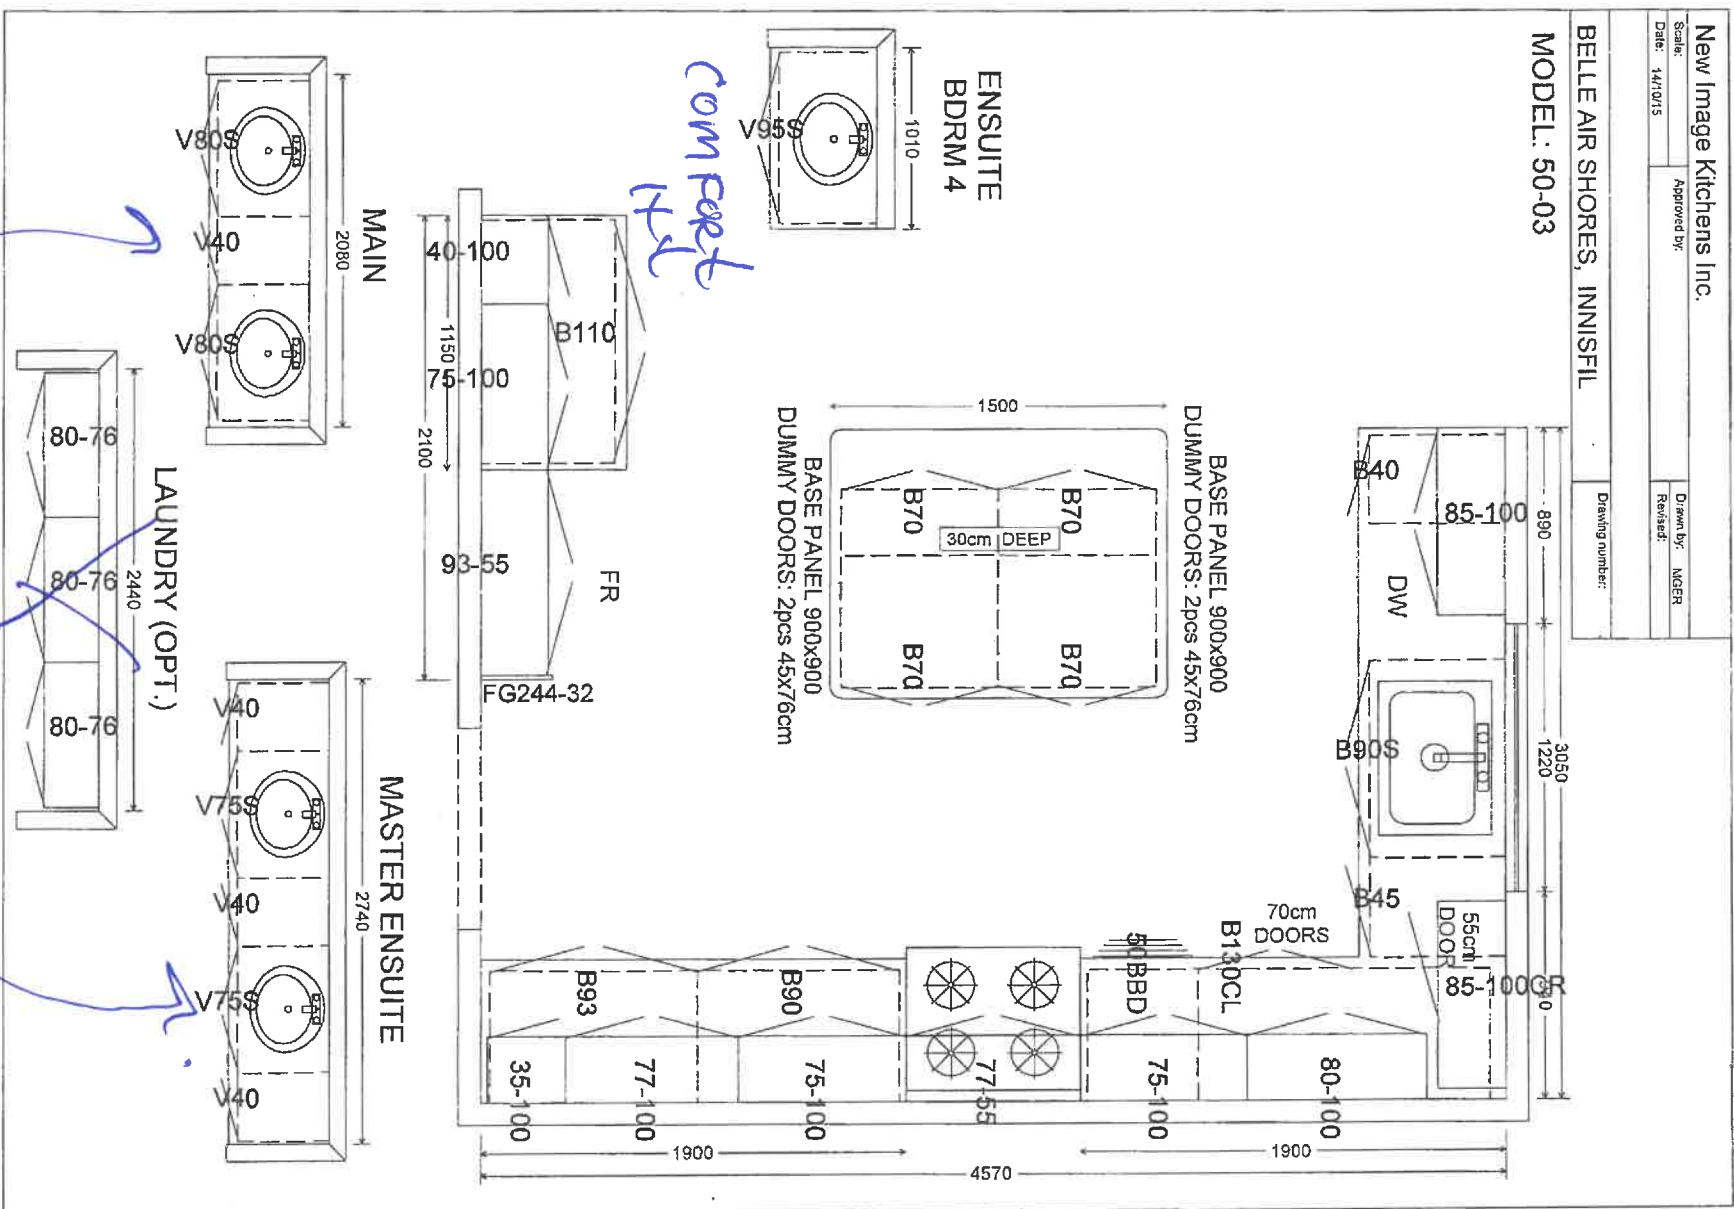 New Image Kitchens Inc.
Scale:
Approved by:
Drawn by: MGER
Date: 14/10/15
Revised:
BELLE AIR SHORES, INNISFIL
Drawing number:
MODEL: 50-03
ENSUITE
BDRM 4
1010
V95S
COMFORT
Ht
MAIN
2080
V80S
V40
V80S
LAUNDRY (OPT.)
2440
80-76
80-76
80-76
MASTER ENSUITE
2740
V40
V75S
V40
V75S
V40
40-100
B110
1150
75-100
2100
93-55
FR
FG244-32
1500
BASE PANEL 900x900
DUMMY DOORS: 2pcs 45x76cm
B70
B70
30cm DEEP
B70
B70
BASE PANEL 900x900
DUMMY DOORS: 2pcs 45x76cm
B40
85-100
890
DW
3050
1220
B90S
B45
55cm
DOOR
85-100CR
70cm
DOORS
B130CL
50BBD
B90
B93
35-100
77-100
75-100
77-55
75-100
80-100
1900
1900
4570